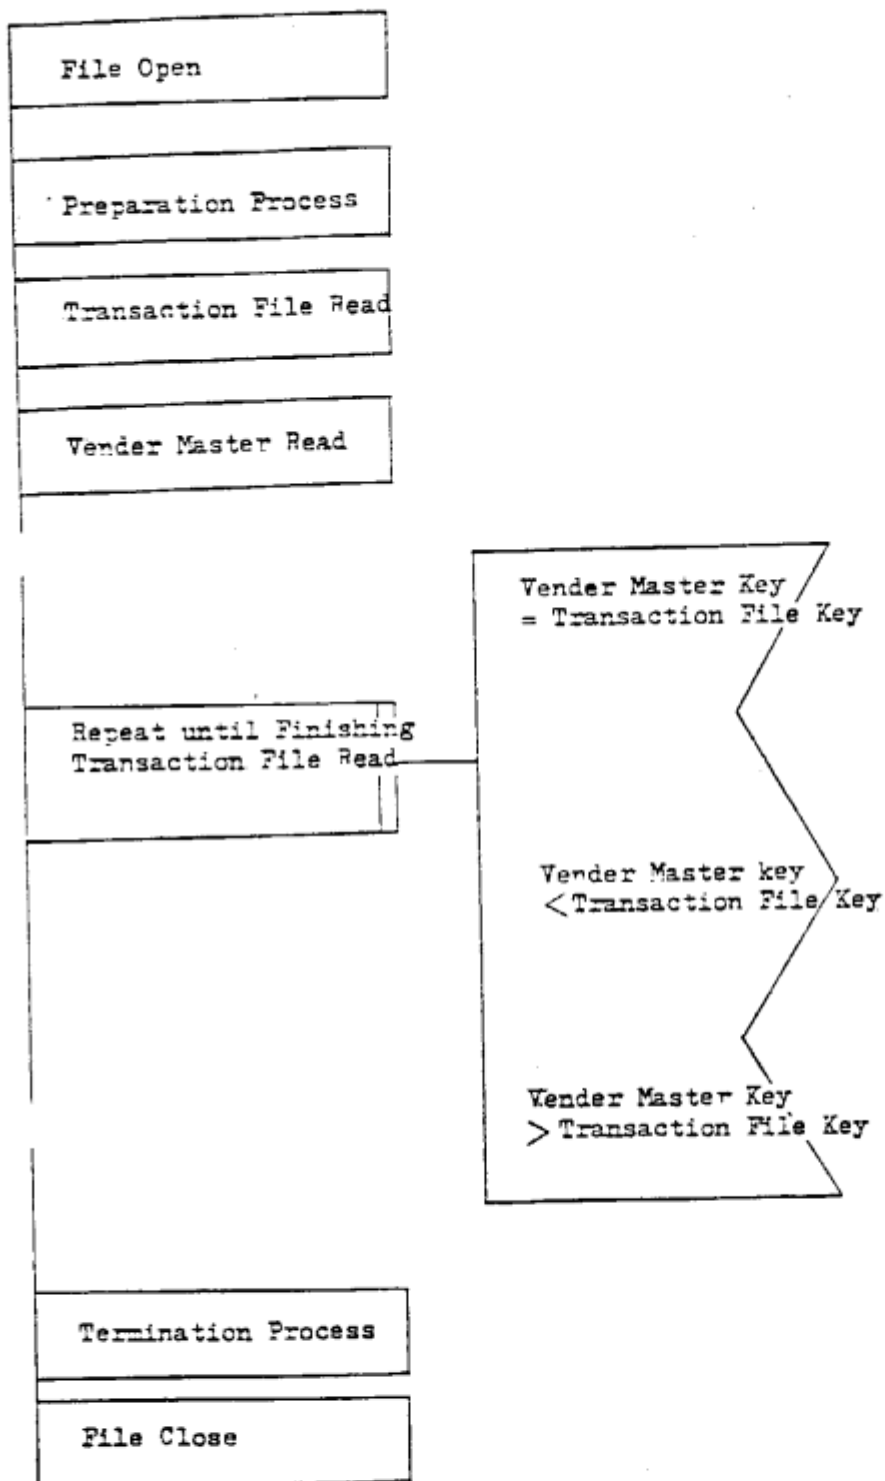 File Open
Preparation Process
Transaction File Read
Vender Master Read
Vender Master Key
= Transaction File Key
Repeat until Finishing
Transaction File Read
Vender Master key
< Transaction File Key
Vender Master Key
> Transaction File Key
Termination Process
File Close